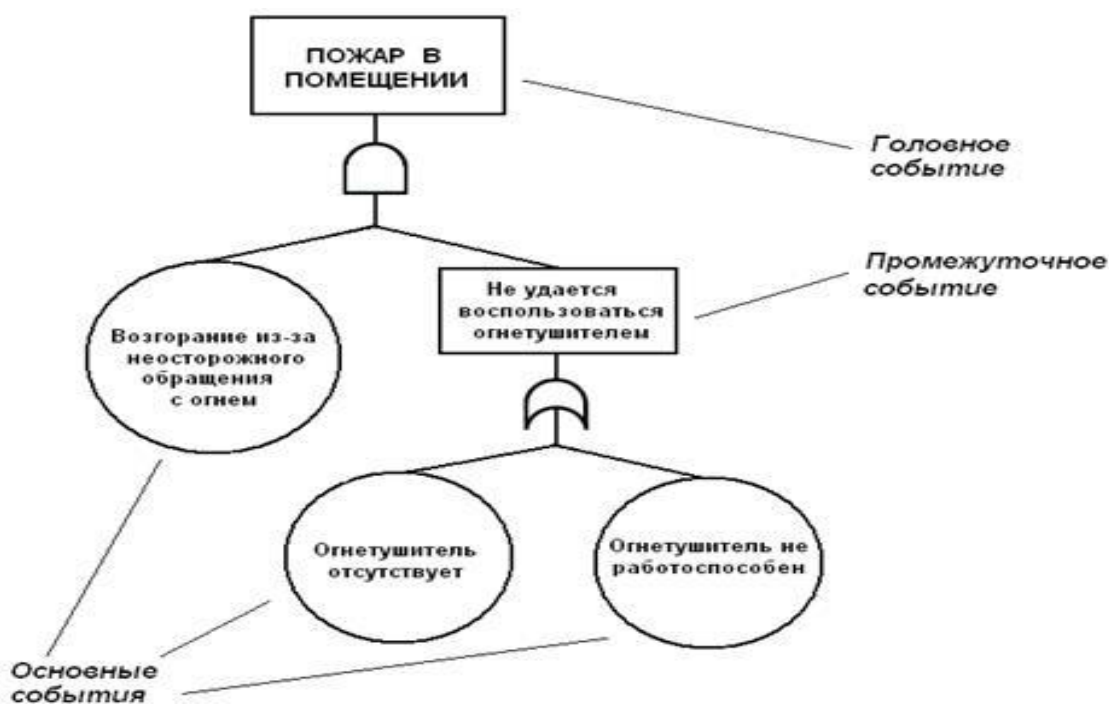 ПОЖАР В
ПОМЕЩЕНИИ
Головное
событие
Промежуточное
событие
Не удается
воспользоваться
огнетушителем
Возгорание из-за
неосторожного
обращения
с огнем
Огнетушитель
отсутствует
Огнетушитель не
работоспособен
Основные
события